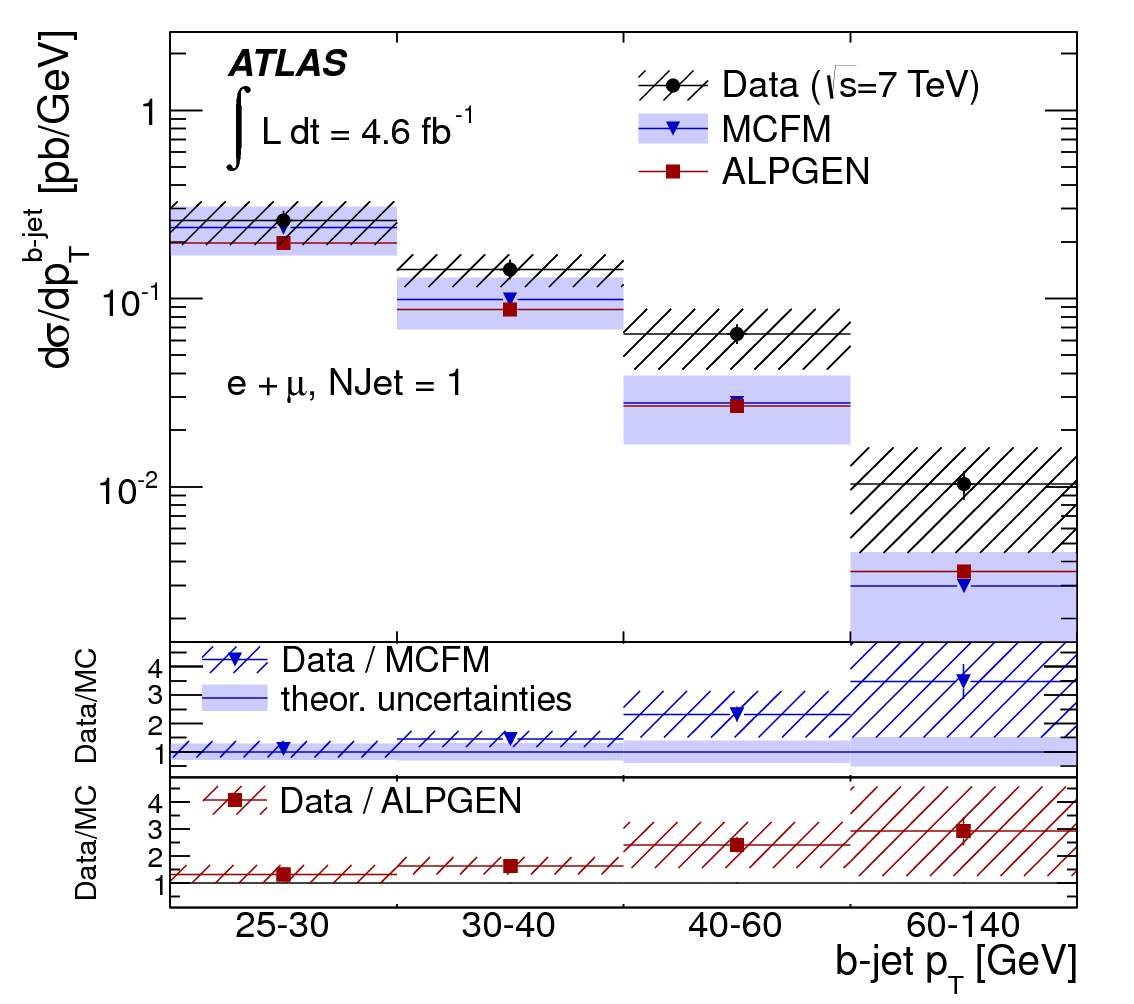 dσ/dp_T^b-jet [pb/GeV]
1
10^-1
10^-2
ATLAS
∫ L dt = 4.6 fb^-1
Data (√s=7 TeV)
MCFM
ALPGEN
e + μ, NJet = 1
Data/MC
4
3
2
1
Data / MCFM
theor. uncertainties
Data/MC
4
3
2
1
Data / ALPGEN
25-30 30-40 40-60 60-140
b-jet p_T [GeV]